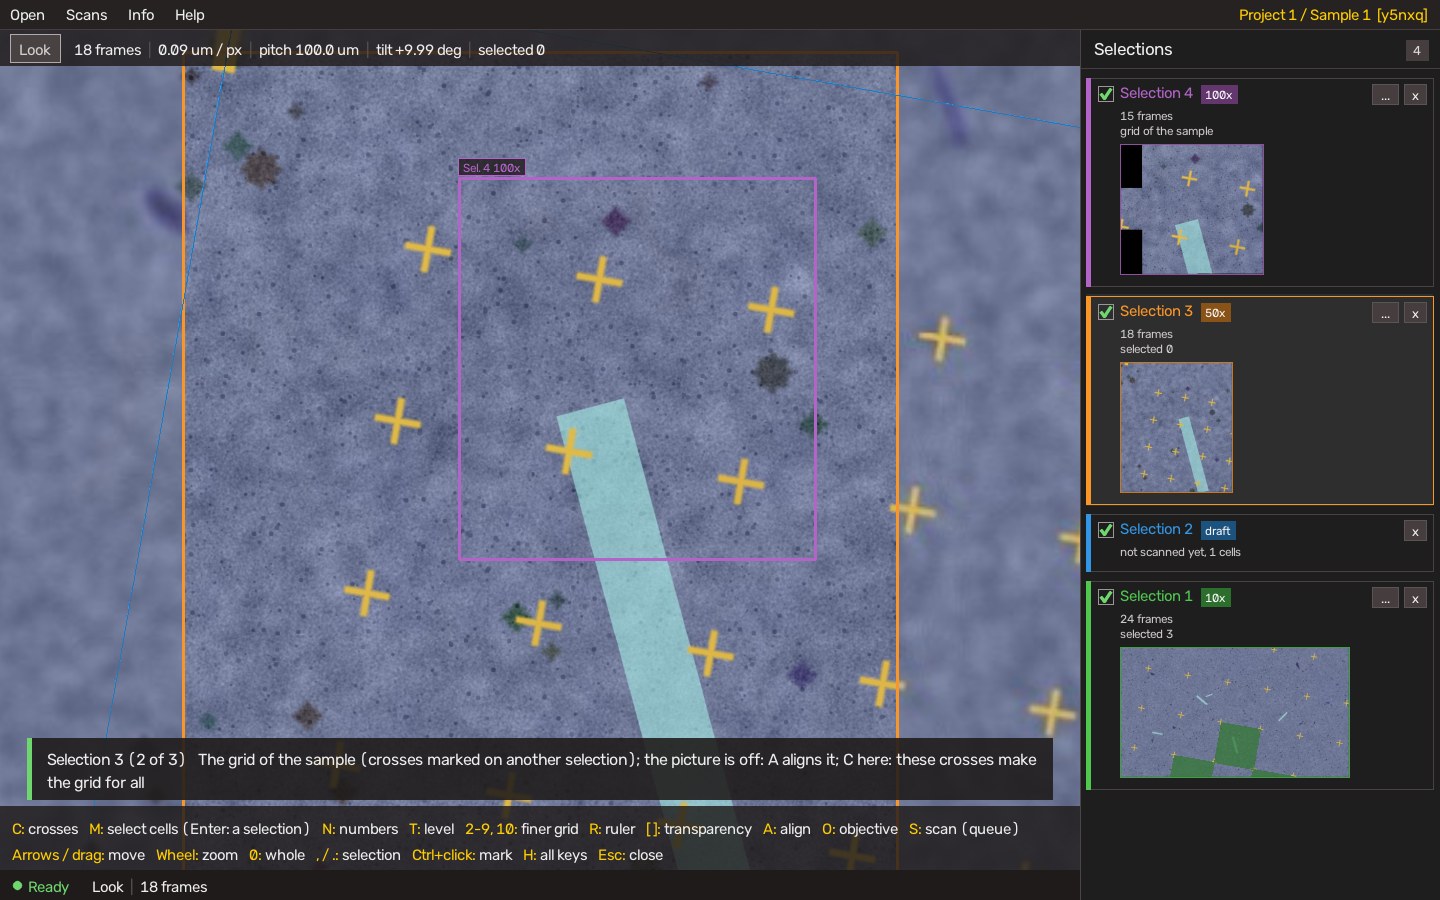 Open Scans Info Help Project 1 / Sample 1 [y5nxq]
Look 18 frames 0.09 um / px pitch 100.0 um tilt +9.99 deg selected 0
Sel. 4 100x
Selection 3 (2 of 3) The grid of the sample (crosses marked on another selection); the picture is off: A aligns it; C here: these crosses make
the grid for all
C: crosses M: select cells (Enter: a selection) N: numbers T: level 2-9, 10: finer grid R: ruler []: transparency A: align O: objective S: scan (queue)
Arrows / drag: move Wheel: zoom 0: whole , / .: selection Ctrl+click: mark H: all keys Esc: close
Ready Look 18 frames
Selections 4
Selection 4 100x ... x
15 frames
grid of the sample
Selection 3 50x ... x
18 frames
selected 0
Selection 2 draft x
not scanned yet, 1 cells
Selection 1 10x ... x
24 frames
selected 3